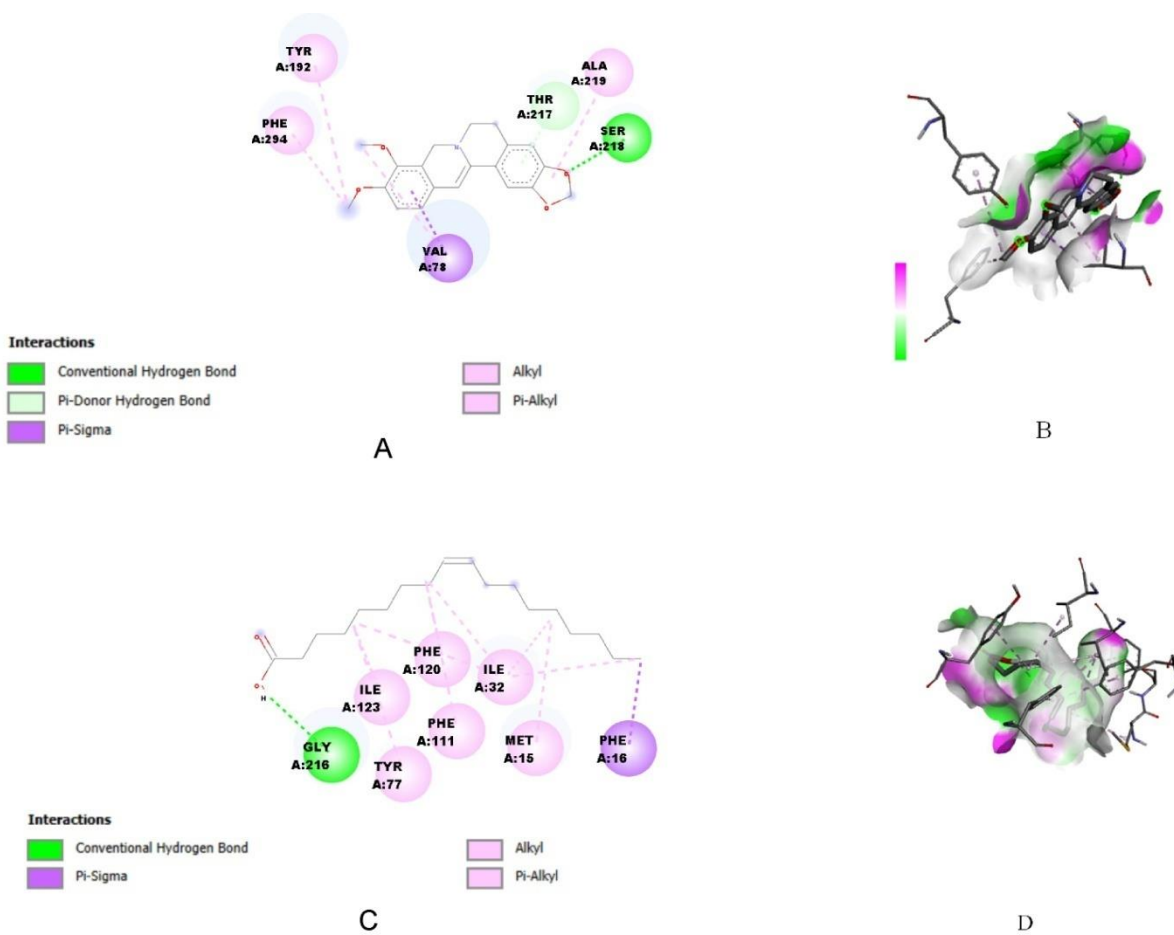 TYR
A:192
PHE
A:294
THR
A:217
ALA
A:219
SER
A:218
VAL
A:78
O
O
N
O
O
Interactions
Conventional Hydrogen Bond
Pi-Donor Hydrogen Bond
Pi-Sigma
Alkyl
Pi-Alkyl
A
B
O
O
H
PHE
A:120
ILE
A:32
ILE
A:123
PHE
A:111
GLY
A:216
TYR
A:77
MET
A:15
PHE
A:16
Interactions
Conventional Hydrogen Bond
Pi-Sigma
Alkyl
Pi-Alkyl
C
D